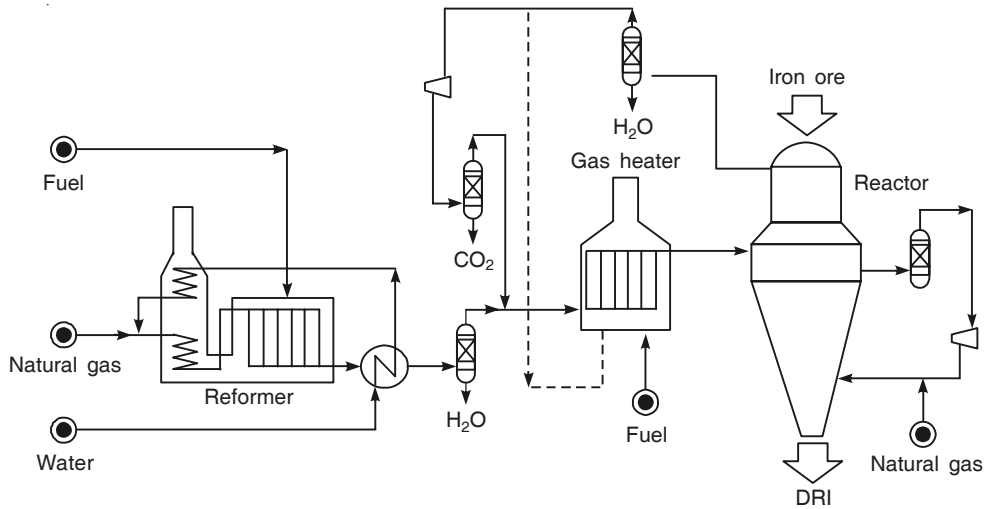 Iron ore
H₂O
Gas heater
Fuel
Reactor
CO₂
Natural gas
Reformer
H₂O
Fuel
Water
Natural gas
DRI